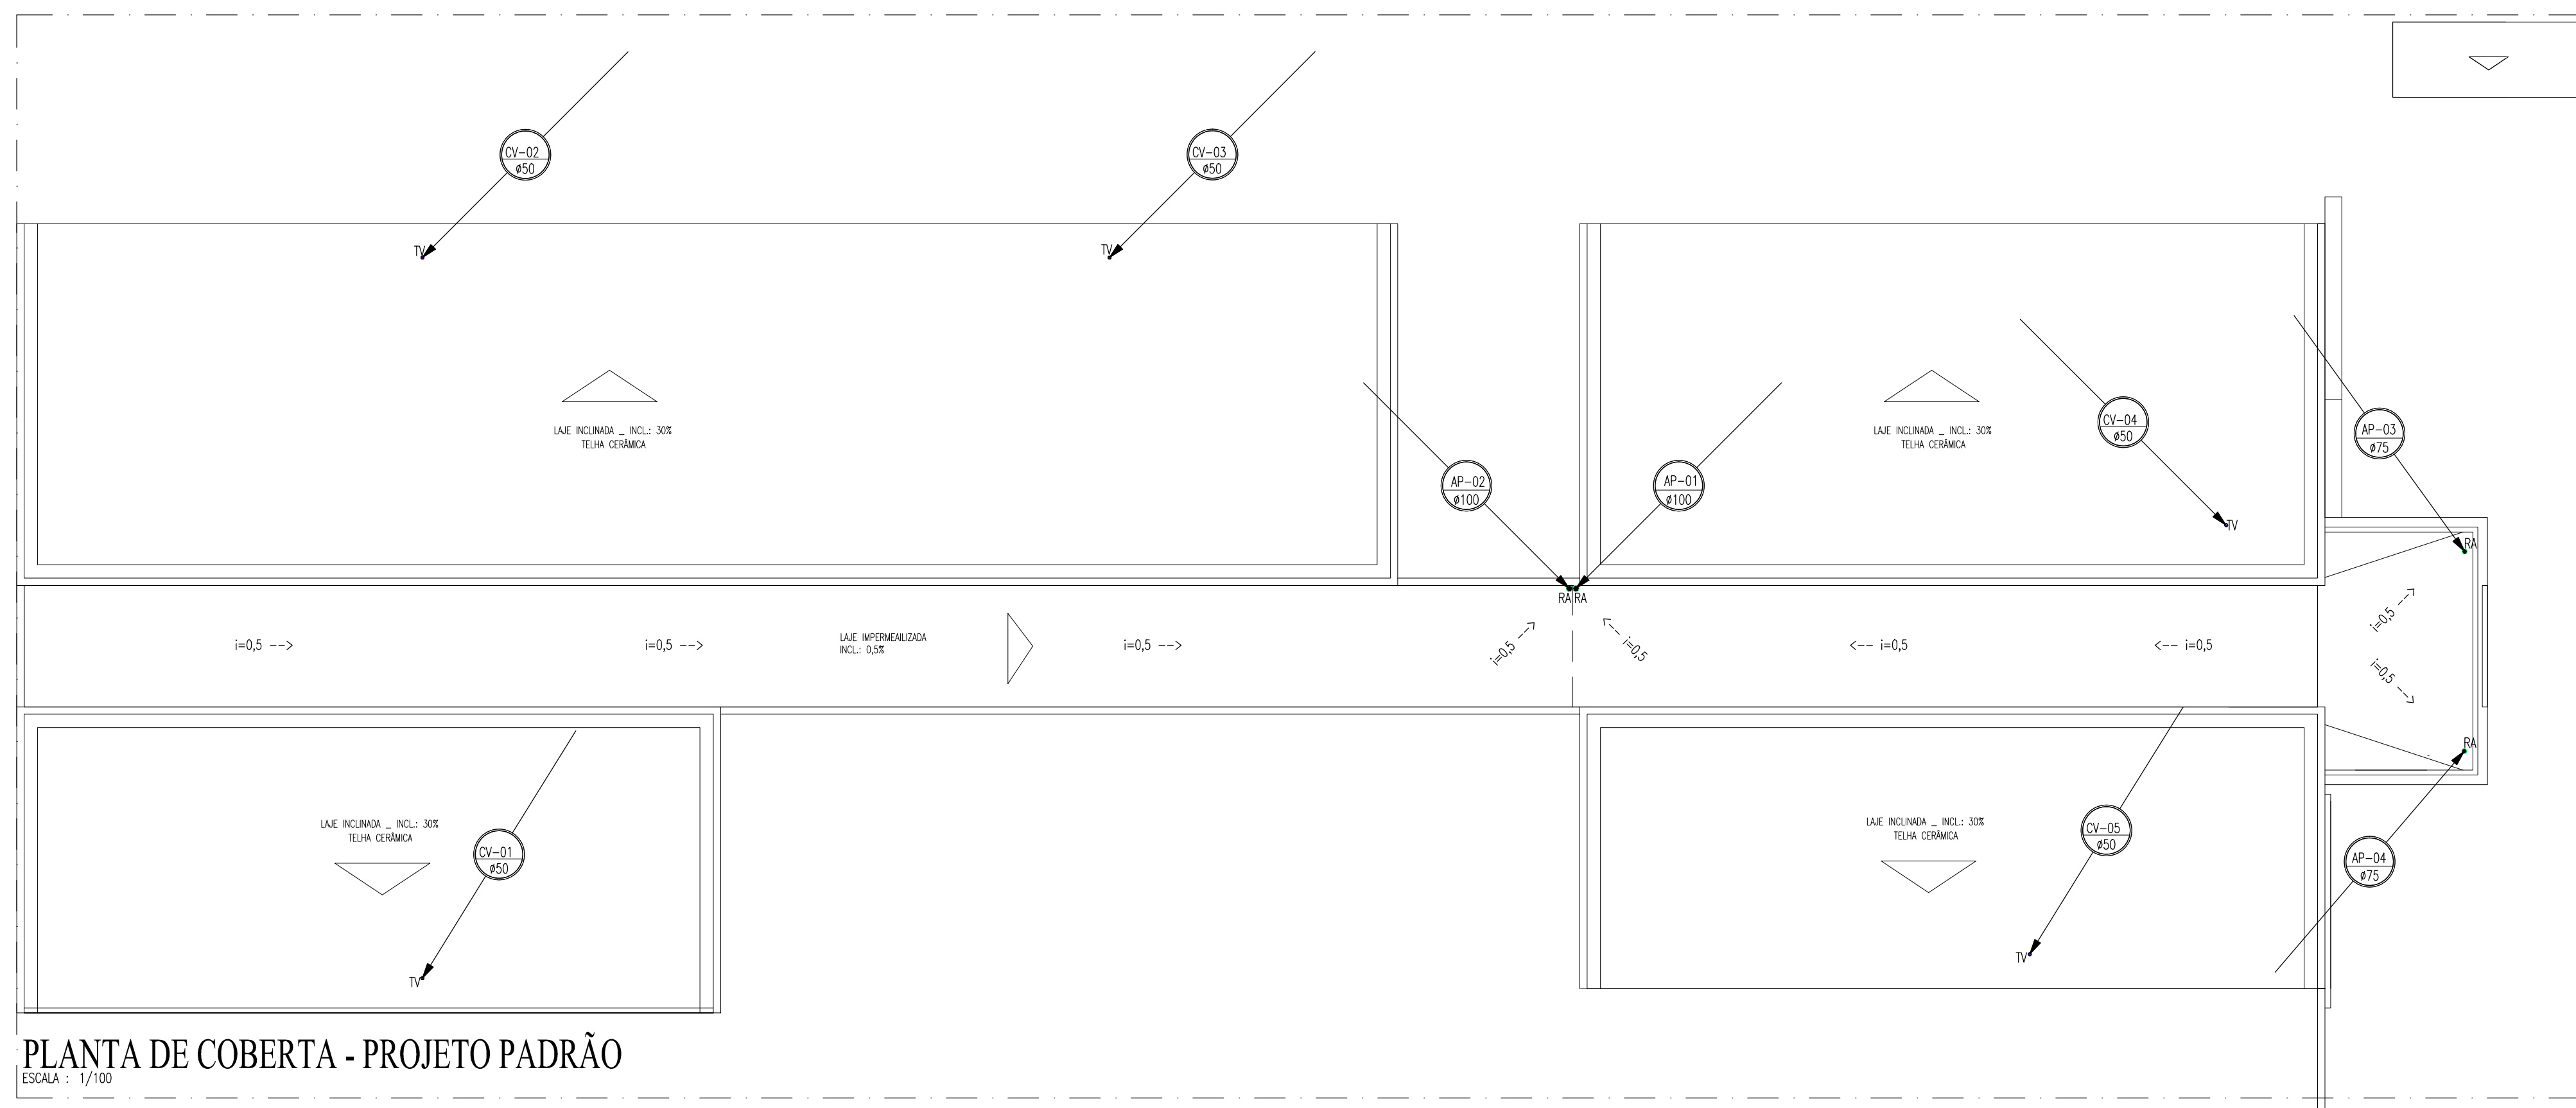 CV-02
ø50
CV-03
ø50
TV
TV
LAJE INCLINADA _ INCL.: 30%
TELHA CERÂMICA
LAJE INCLINADA _ INCL.: 30%
TELHA CERÂMICA
CV-04
ø50
AP-03
ø75
AP-02
ø100
AP-01
ø100
TV
RA
RA
RA
i=0,5 -->
i=0,5 -->
LAJE IMPERMEAILIZADA
INCL.: 0,5%
i=0,5 -->
i=0,5 -->
<-- i=0,5
<-- i=0,5
<-- i=0,5
i=0,5 -->
i=0,5 -->
RA
LAJE INCLINADA _ INCL.: 30%
TELHA CERÂMICA
CV-01
ø50
LAJE INCLINADA _ INCL.: 30%
TELHA CERÂMICA
CV-05
ø50
AP-04
ø75
TV
TV
PLANTA DE COBERTA - PROJETO PADRÃO
ESCALA : 1/100